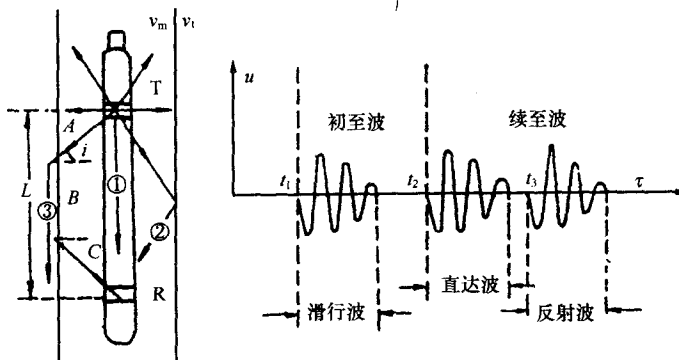 v_m v_t
T
A
i
L
B
①
③
②
C
R
u
初至波
续至波
t_1
t_2
t_3
τ
直达波
滑行波
反射波